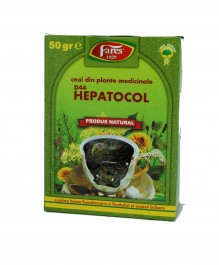 50 gr e
Fares
1929
ceai din plante medicinale
D44
HEPATOCOL
PRODUS NATURAL